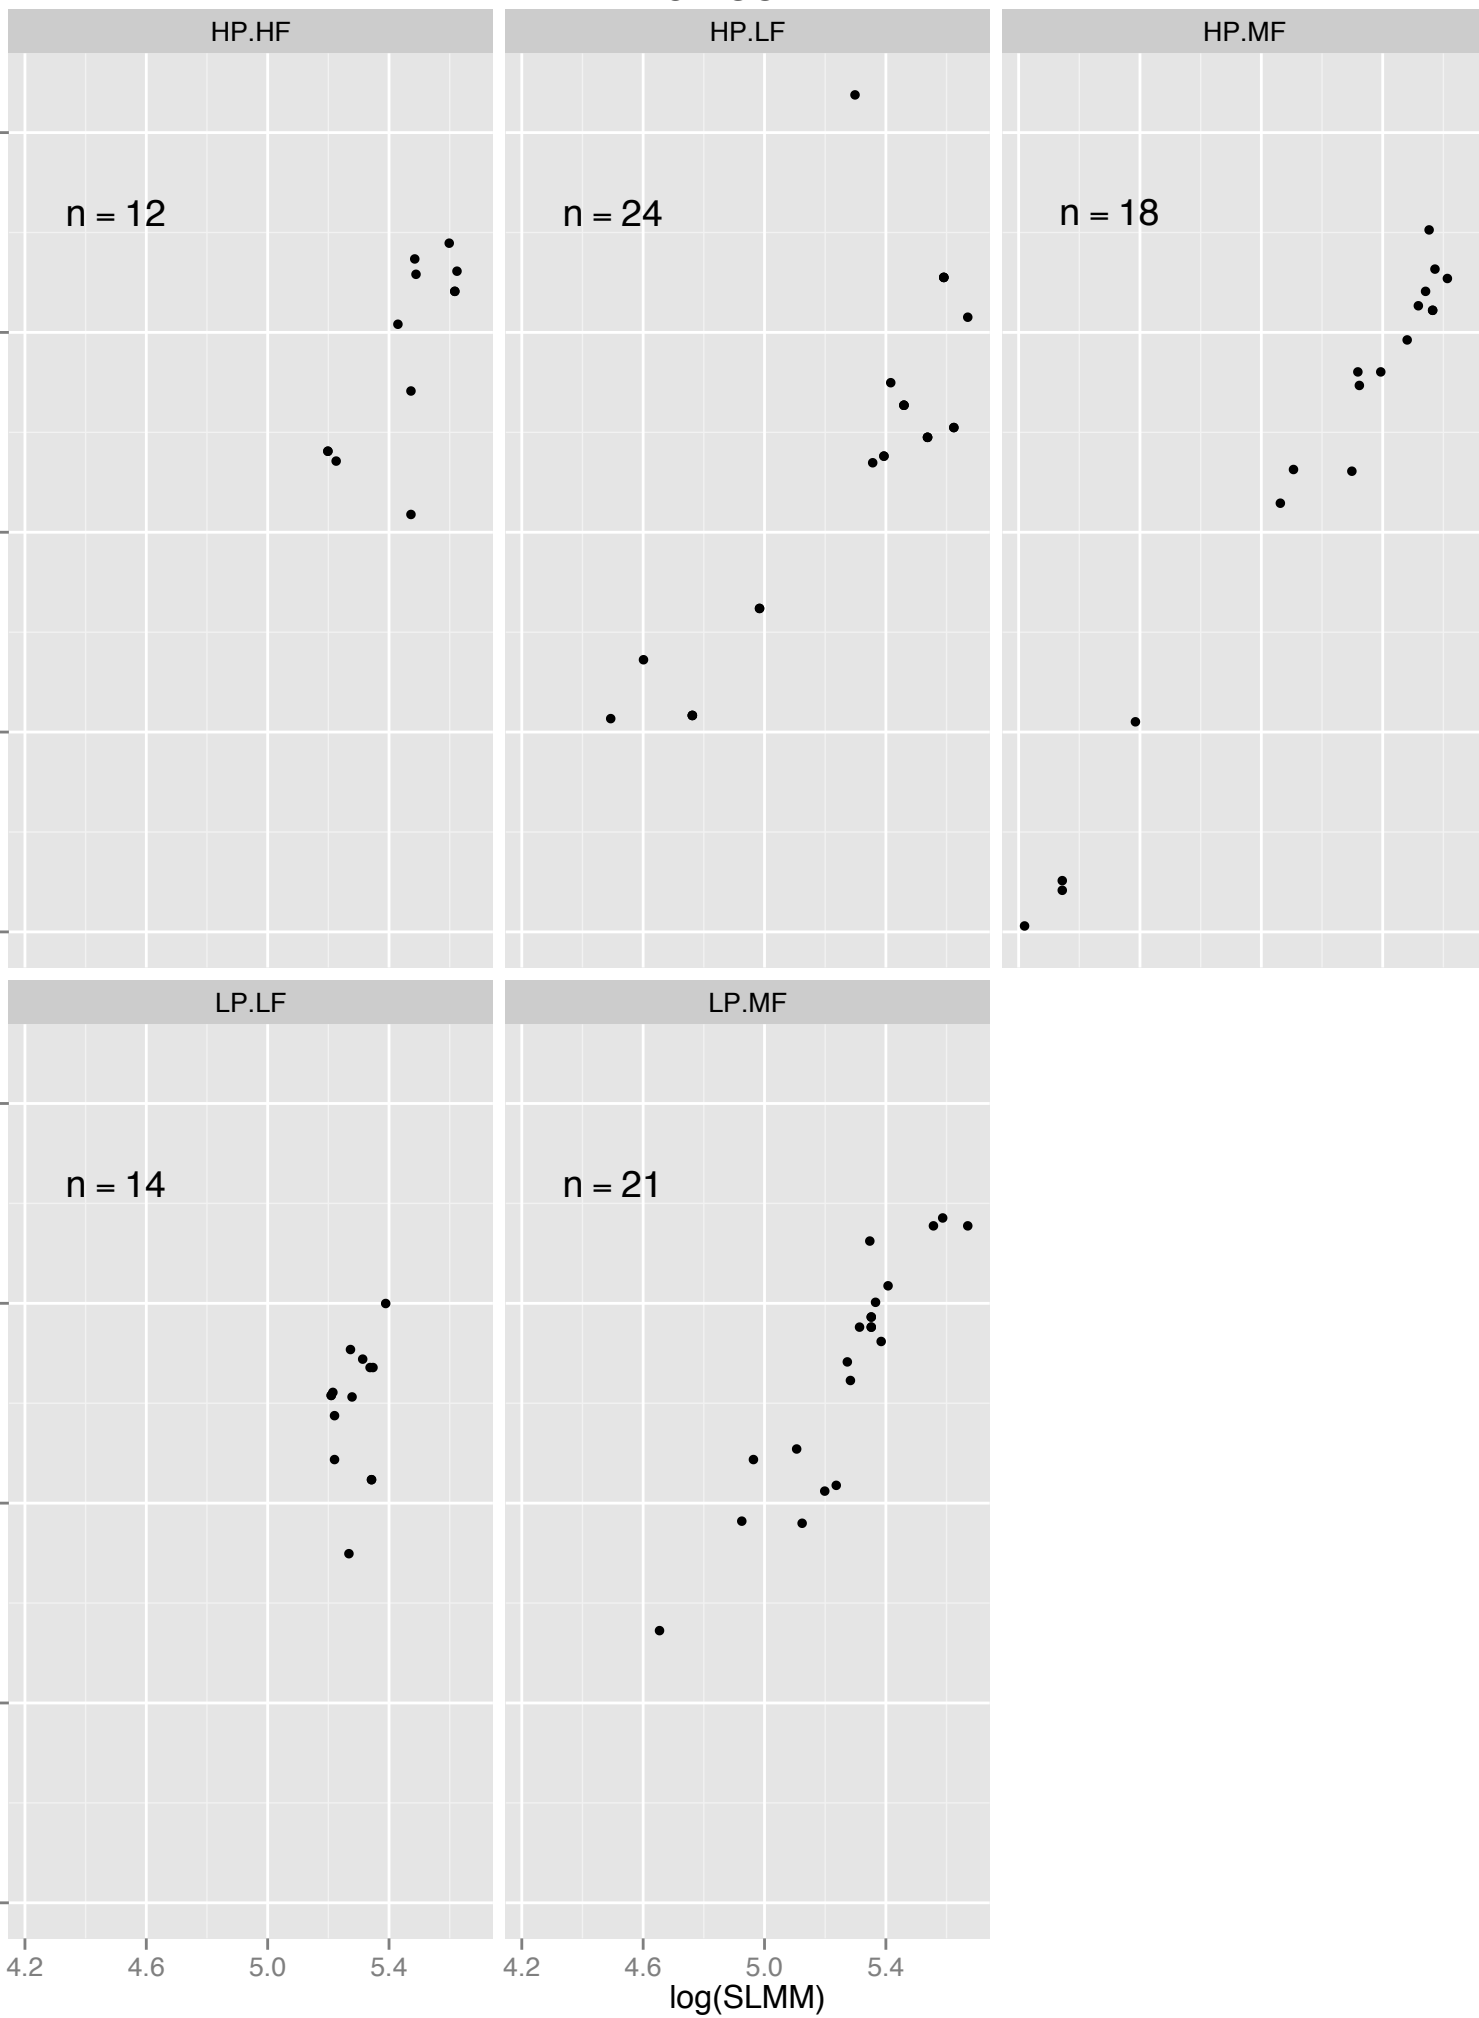 HP.HF HP.LF HP.MF
n = 12 n = 24 n = 18
LP.LF LP.MF
n = 14 n = 21
4.2 4.6 5.0 5.4 4.2 4.6 5.0 5.4
log(SLMM)